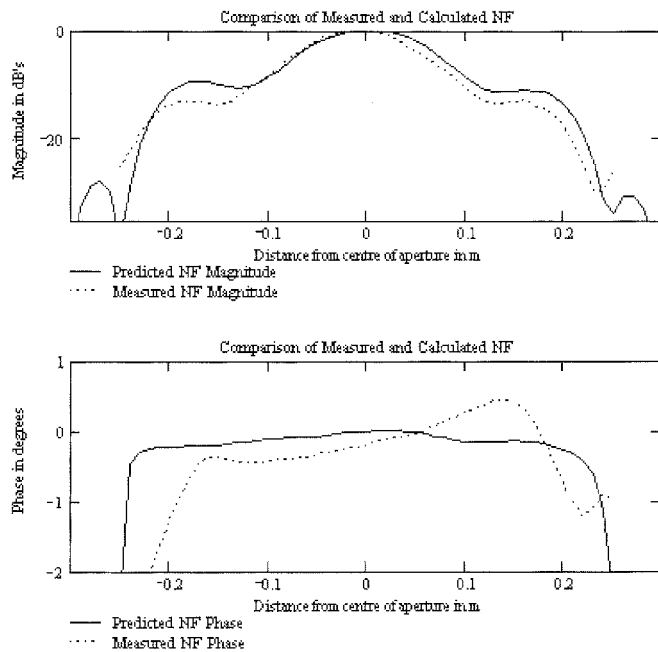 Comparison of Measured and Calculated NF
0
Magnitude in dB's
−20
−0.2 −0.1 0 0.1 0.2
Distance from centre of aperture in m
Predicted NF Magnitude
Measured NF Magnitude
Comparison of Measured and Calculated NF
1
0
Phase in degrees
−1
−2
−0.2 −0.1 0 0.1 0.2
Distance from centre of aperture in m
Predicted NF Phase
Measured NF Phase